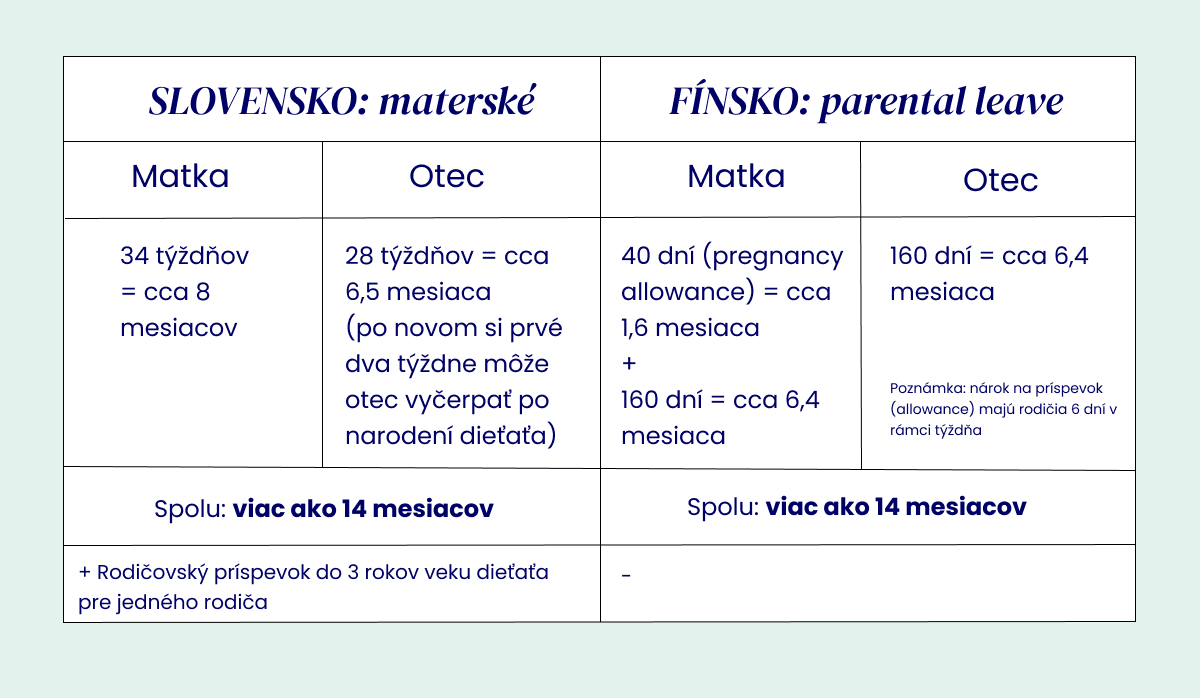 SLOVENSKO: materské
FÍNSKO: parental leave
Matka
Otec
Matka
Otec
34 týždňov
= cca 8
mesiacov
28 týždňov = cca
6,5 mesiaca
(po novom si prvé
dva týždne môže
otec vyčerpať po
narodení dieťaťa)
40 dní (pregnancy
allowance) = cca
1,6 mesiaca
+
160 dní = cca 6,4
mesiaca
160 dní = cca 6,4
mesiaca
Poznámka: nárok na príspevok
(allowance) majú rodičia 6 dní v
rámci týždňa
Spolu: viac ako 14 mesiacov
Spolu: viac ako 14 mesiacov
+ Rodičovský príspevok do 3 rokov veku dieťaťa
pre jedného rodiča
-